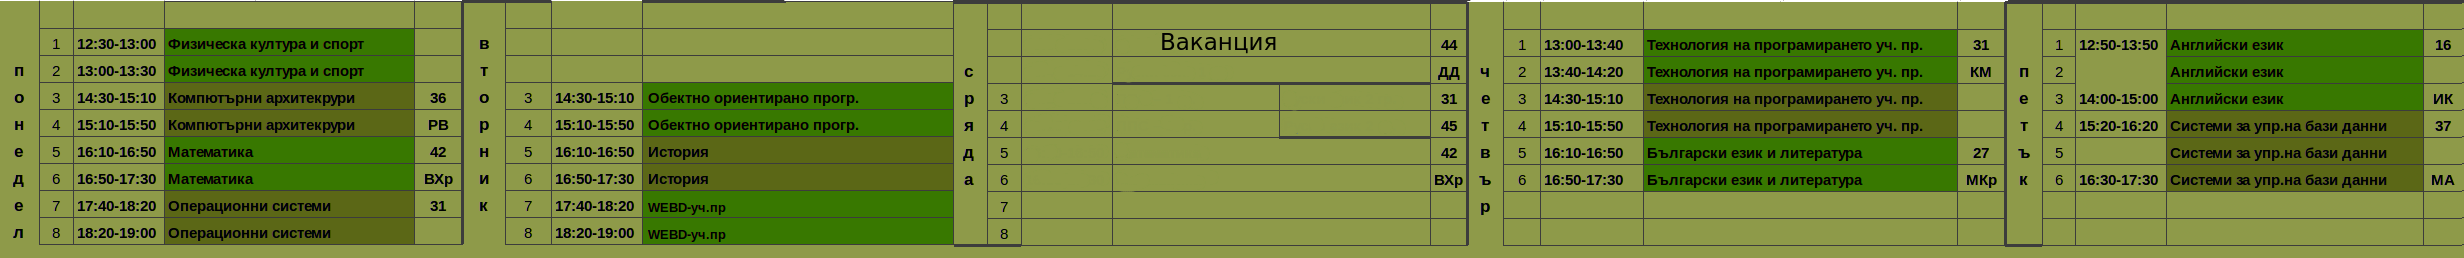 понедел
1 12:30-13:00 Физическа култура и спорт
2 13:00-13:30 Физическа култура и спорт
3 14:30-15:10 Компютърни архитекрури 36
4 15:10-15:50 Компютърни архитекрури РВ
5 16:10-16:50 Математика 42
6 16:50-17:30 Математика ВХр
7 17:40-18:20 Операционни системи 31
8 18:20-19:00 Операционни системи
вторник
3 14:30-15:10 Обектно ориентирано прогр.
4 15:10-15:50 Обектно ориентирано прогр.
5 16:10-16:50 История
6 16:50-17:30 История
7 17:40-18:20 WEBD-уч.пр
8 18:20-19:00 WEBD-уч.пр
сряда
Ваканция 44
ДД
3 31
4 45
5 42
6 ВХр
7
8
четвър
1 13:00-13:40 Технология на програмирането уч. пр. 31
2 13:40-14:20 Технология на програмирането уч. пр. КМ
3 14:30-15:10 Технология на програмирането уч. пр.
4 15:10-15:50 Технология на програмирането уч. пр.
5 16:10-16:50 Български език и литература 27
6 16:50-17:30 Български език и литература МКр
петък
1 12:50-13:50 Английски език 16
2 Английски език
3 14:00-15:00 Английски език ИК
4 15:20-16:20 Системи за упр.на бази данни 37
5 Системи за упр.на бази данни
6 16:30-17:30 Системи за упр.на бази данни МА